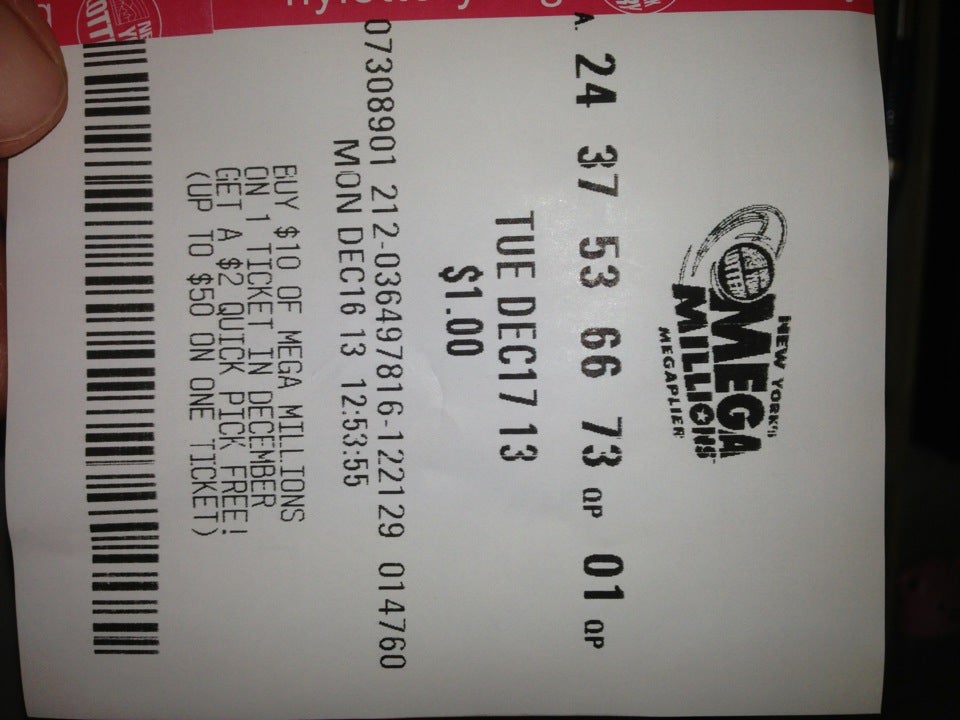 NEW YORK'S
MEGA
MILLIONS
MEGAPLIER
A. 24 37 53 66 73 QP 01 QP
TUE DEC17 13
$1.00
07308901 212-036497816-122129 014760
MON DEC16 13 12:53:55
BUY $10 OF MEGA MILLIONS
ON 1 TICKET IN DECEMBER
GET A $2 QUICK PICK FREE!
(UP TO $50 ON ONE TICKET)